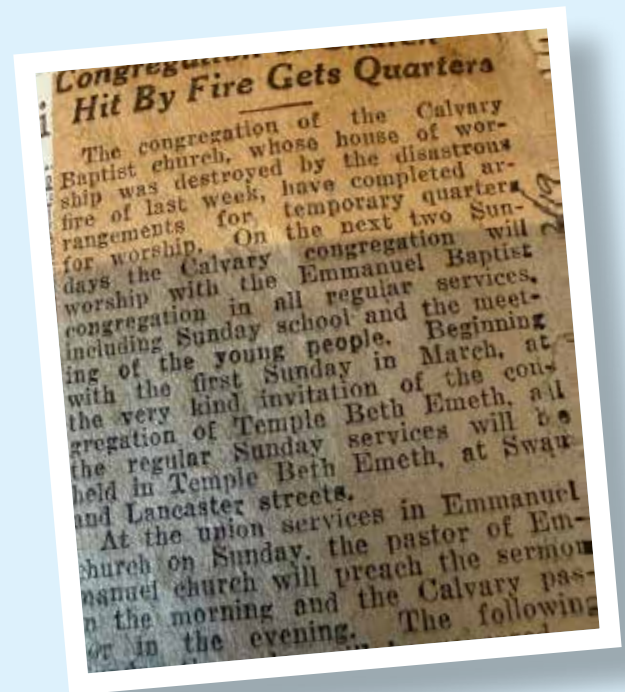 Congregation of Church
Hit By Fire Gets Quarters
The congregation of the Calvary
Baptist church, whose house of wor-
ship was destroyed by the disastrous
fire of last week, have completed ar-
rangements for temporary quarters
for worship. On the next two Sun-
days the Calvary congregation will
worship with the Emmanuel Baptist
congregation in all regular services,
including Sunday school and the meet-
ing of the young people. Beginning
with the first Sunday in March, at
the very kind invitation of the con-
gregation of Temple Beth Emeth, all
the regular Sunday services will be
held in Temple Beth Emeth, at Swan
and Lancaster streets.
At the union services in Emmanuel
church on Sunday, the pastor of Em-
manuel church will preach the sermon
in the morning and the Calvary pas-
or in the evening. The following